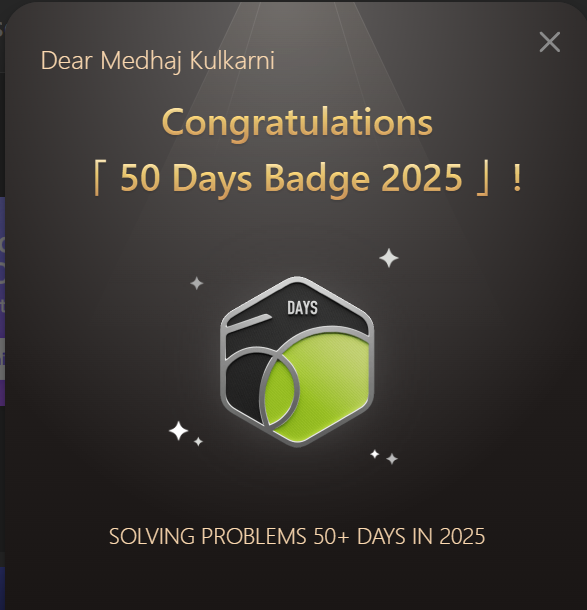 Dear Medhaj Kulkarni
Congratulations
「 50 Days Badge 2025 」 !
DAYS
SOLVING PROBLEMS 50+ DAYS IN 2025